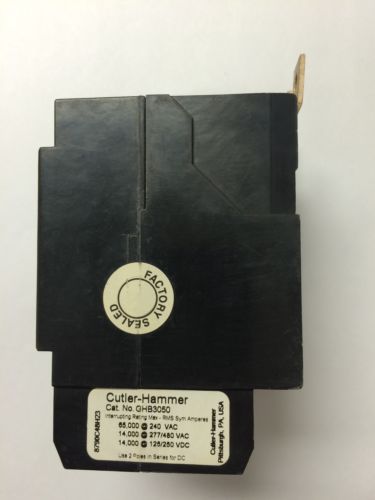 FACTORY SEALED
Cutler-Hammer
Cat. No. GHB3050
Interrupting Rating Max - RMS Sym Amperes
65,000 240 VAC
14,000 277/480 VAC
14,000 125/250 VDC
Use 2 Poles in Series for DC
8790C48H23
Cutler-Hammer
Pittsburgh, PA, USA